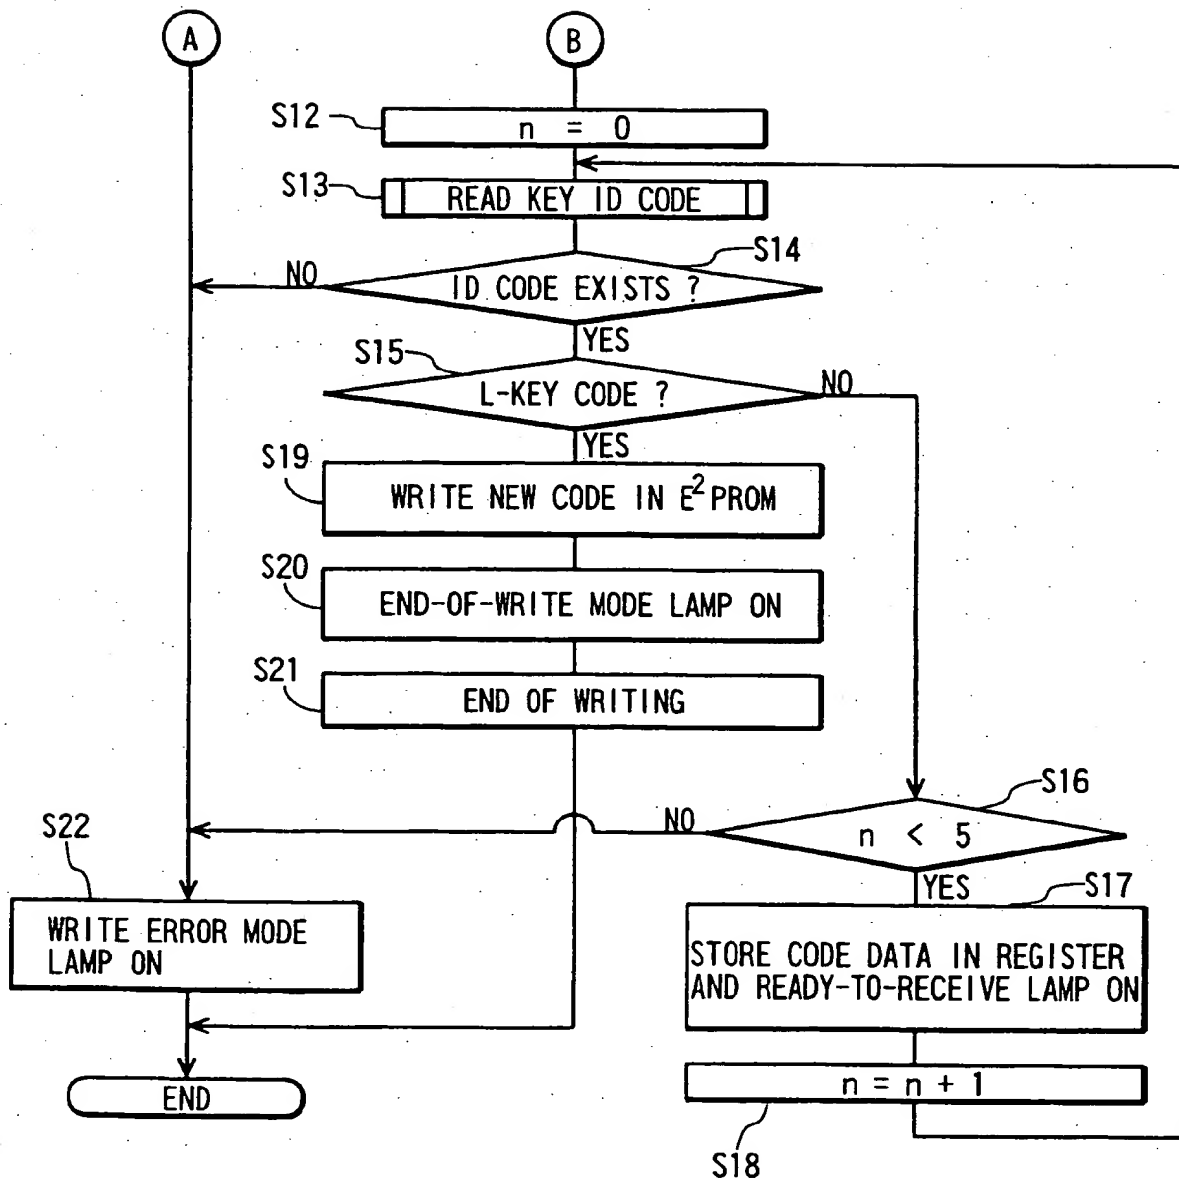 A
B
S12
n = 0
S13
READ KEY ID CODE
S14
NO
ID CODE EXISTS ?
YES
S15
L-KEY CODE ?
NO
YES
S19
WRITE NEW CODE IN E²PROM
S20
END-OF-WRITE MODE LAMP ON
S21
END OF WRITING
S16
NO
n < 5
YES
S22
WRITE ERROR MODE
LAMP ON
S17
STORE CODE DATA IN REGISTER
AND READY-TO-RECEIVE LAMP ON
n = n + 1
S18
END